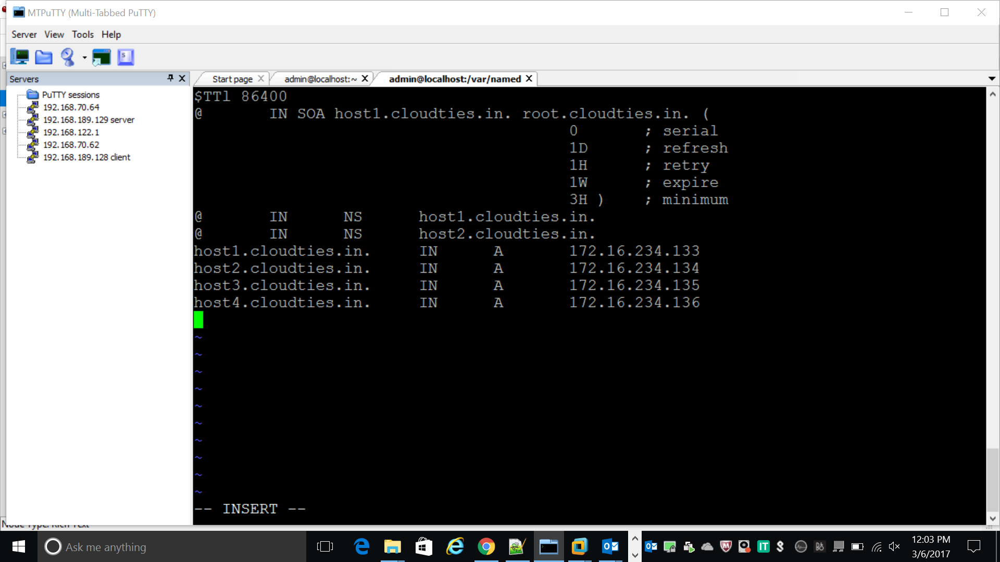 MTPuTTY (Multi-Tabbed PuTTY)
Server View Tools Help
Servers
Start page
admin@localhost:~
admin@localhost:/var/named
PuTTY sessions
192.168.70.64
192.168.189.129 server
192.168.122.1
192.168.70.62
192.168.189.128 client
$TTl 86400
@ IN SOA host1.cloudties.in. root.cloudties.in. (
0 ; serial
1D ; refresh
1H ; retry
1W ; expire
3H ) ; minimum
@ IN NS host1.cloudties.in.
@ IN NS host2.cloudties.in.
host1.cloudties.in. IN A 172.16.234.133
host2.cloudties.in. IN A 172.16.234.134
host3.cloudties.in. IN A 172.16.234.135
host4.cloudties.in. IN A 172.16.234.136
~
~
~
~
~
~
~
~
~
~
-- INSERT --
Node Type: Rich Text
Ask me anything
IT
12:03 PM
3/6/2017